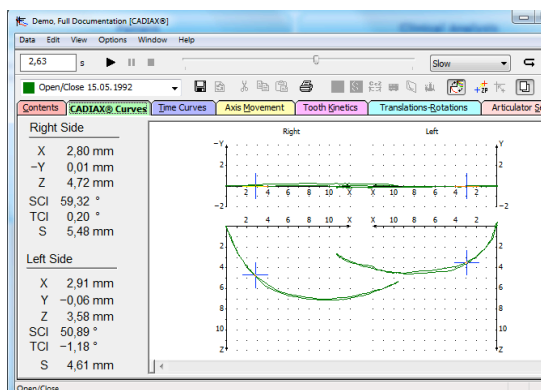 Demo, Full Documentation [CADIAX®]
Data Edit View Options Window Help
2,63 s Slow
Open/Close 15.05.1992
Contents CADIAX® Curves Time Curves Axis Movement Tooth Kinetics Translations-Rotations Articulator
Right Side
X 2,80 mm
−Y 0,01 mm
Z 4,72 mm
SCI 59,32 °
TCI 0,20 °
S 5,48 mm
Left Side
X 2,91 mm
Y −0,06 mm
Z 3,58 mm
SCI 50,89 °
TCI −1,18 °
S 4,61 mm
Right Left
−Y Y
2 2
2 4 6 8 10 X X 10 8 6 4 2
−2 −2
2 4 6 8 10 X X 10 8 6 4 2
2 2
4 4
6 6
8 8
10 10
Z Z
Open/Close